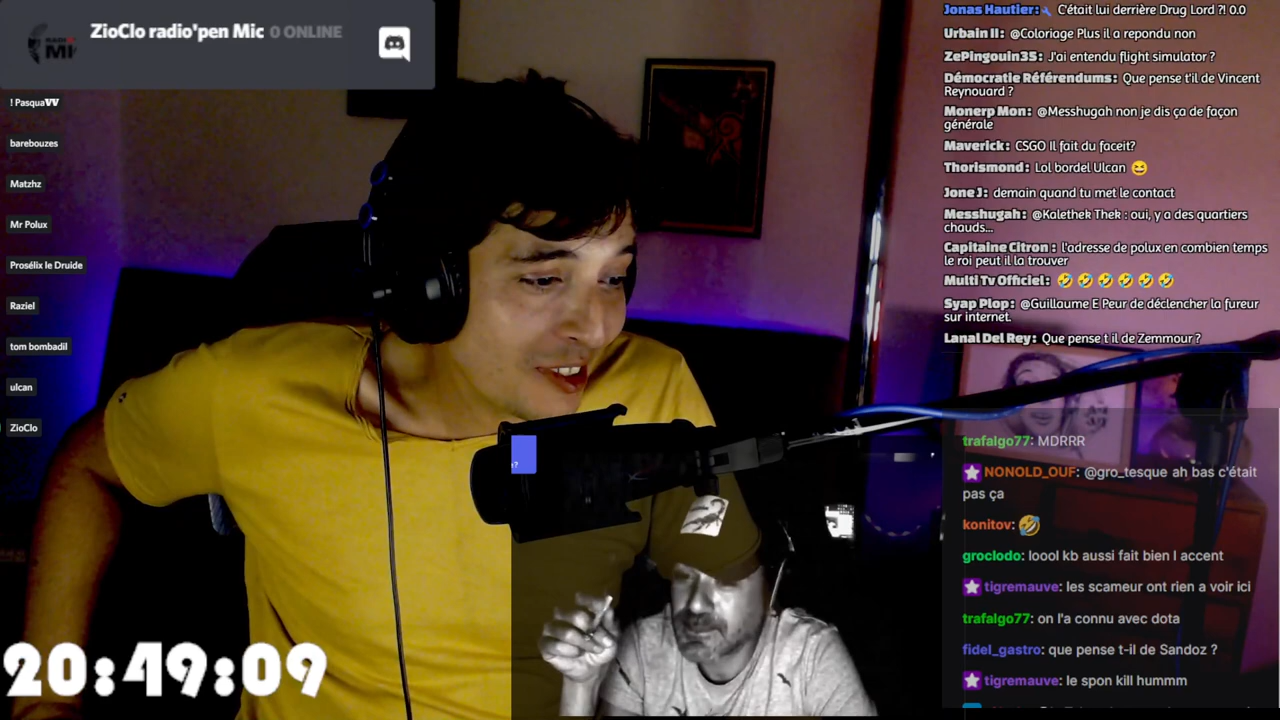 ZioClo radio'pen Mic 0 ONLINE
RADIO
MI
! PasquaVV
barebouzes
Matzhz
Mr Polux
Prosélix le Druide
Raziel
tom bombadil
ulcan
ZioClo
20:49:09
Jonas Hautier: C'était lui derrière Drug Lord ?! 0.0
Urbain II: @Coloriage Plus il a repondu non
ZePingouin35: J'ai entendu flight simulator ?
Démocratie Référendums: Que pense t'il de Vincent
Reynouard ?
Monerp Mon: @Messhugah non je dis ça de façon
générale
Maverick: CSGO Il fait du faceit?
Thorismond: Lol bordel Ulcan 😆
Jone J: demain quand tu met le contact
Messhugah: @Kalethek Thek : oui, y a des quartiers
chauds...
Capitaine Citron: l'adresse de polux en combien temps
le roi peut il la trouver
Multi Tv Officiel: 🤣 🤣 🤣 🤣 🤣 🤣
Syap Plop: @Guillaume E Peur de déclencher la fureur
sur internet.
Lanal Del Rey: Que pense t il de Zemmour ?
trafalgo77: MDRRR
NONOLD_OUF: @gro_tesque ah bas c'était
pas ça
konitov: 🤣
groclodo: loool kb aussi fait bien l accent
tigremauve: les scameur ont rien a voir ici
trafalgo77: on l'a connu avec dota
fidel_gastro: que pense t-il de Sandoz ?
tigremauve: le spon kill hummm